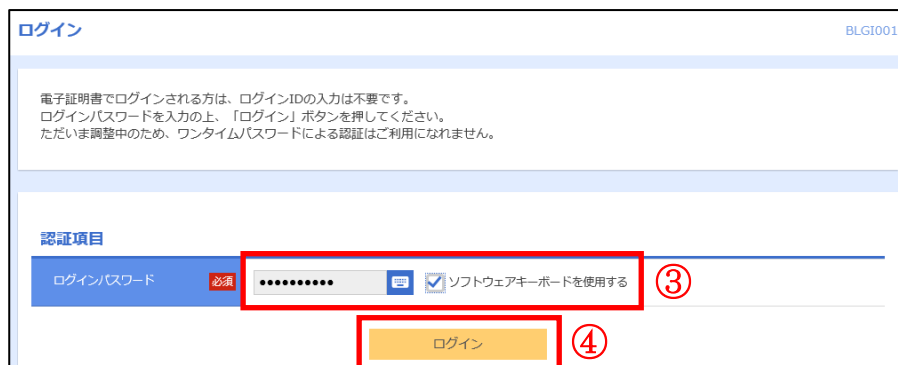 ログイン
BLGI001
電子証明書でログインされる方は、ログインIDの入力は不要です。
ログインパスワードを入力の上、「ログイン」ボタンを押してください。
ただいま調整中のため、ワンタイムパスワードによる認証はご利用になれません。
認証項目
ログインパスワード 必須 ●●●●●●●●●● ソフトウェアキーボードを使用する ③
ログイン ④